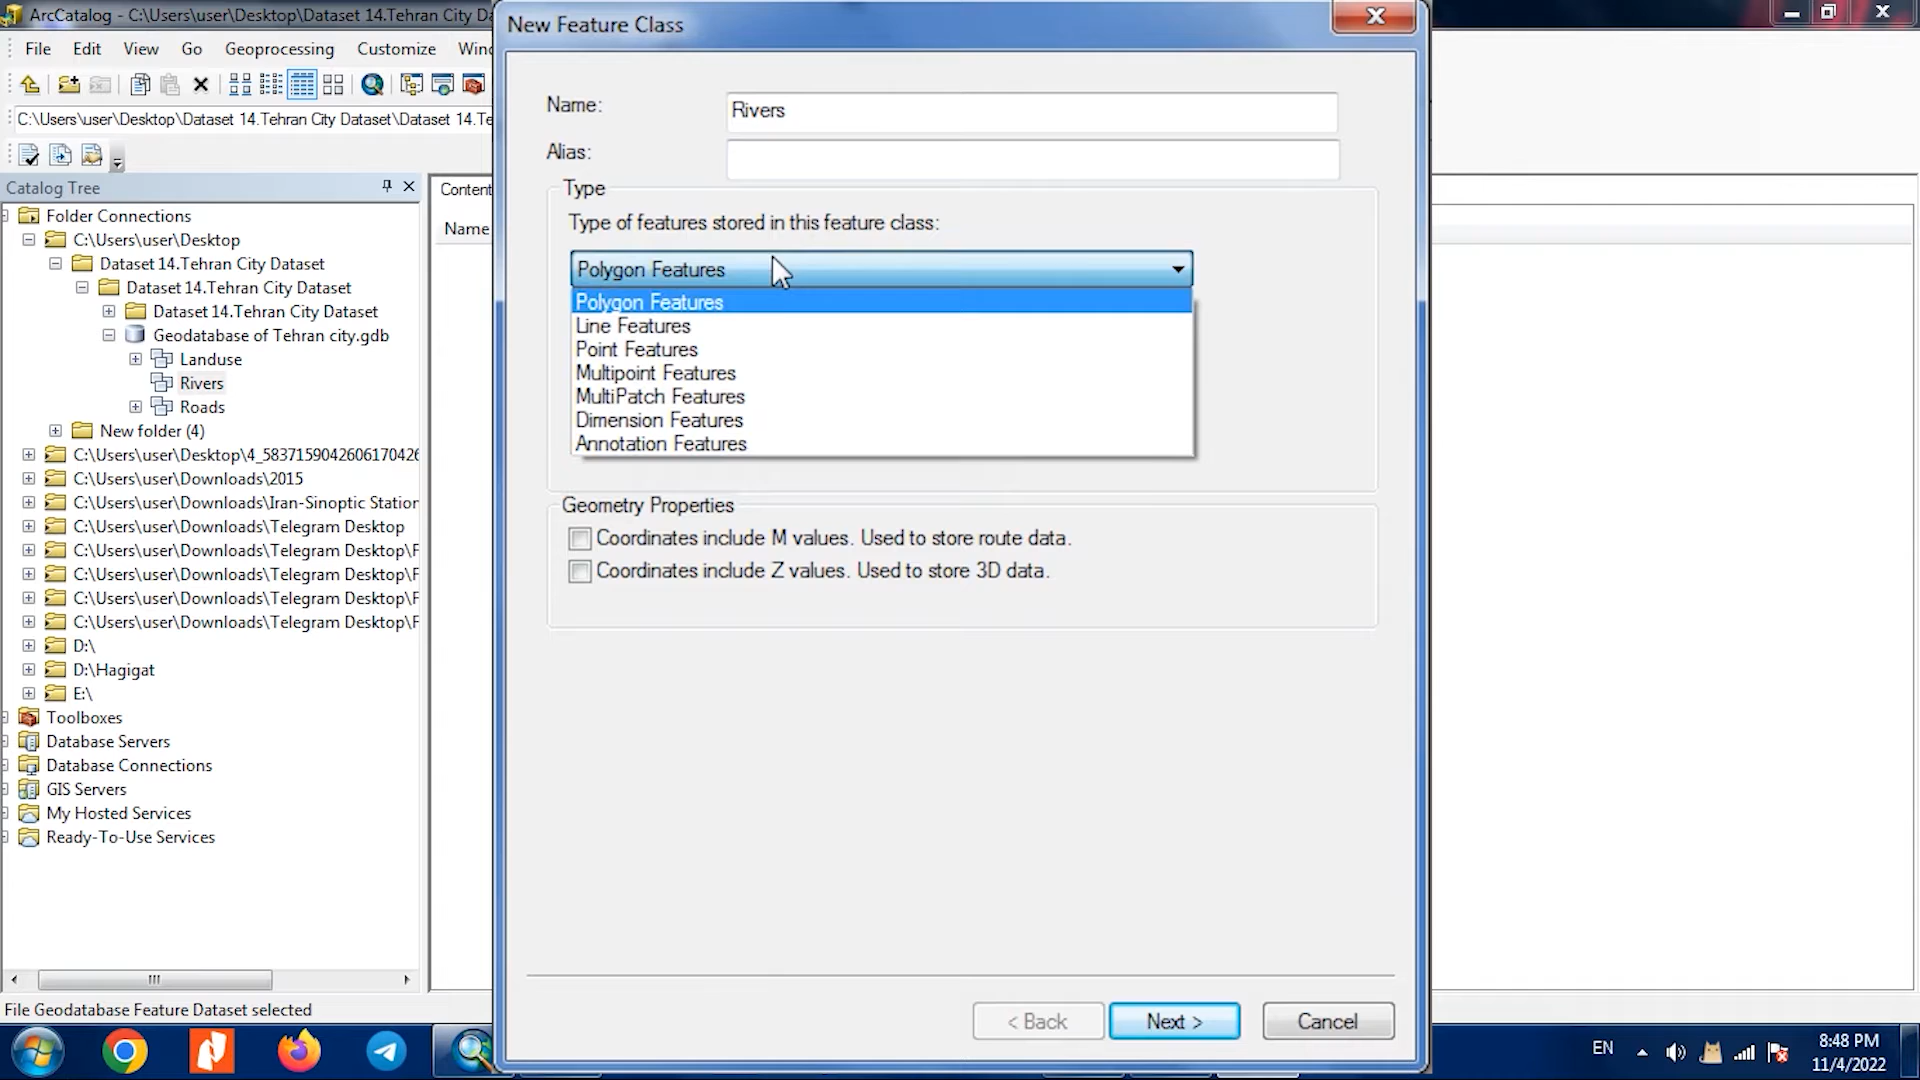 ArcCatalog - C:\Users\user\Desktop\Dataset 14.Tehran City Da
New Feature Class
File Edit View Go Geoprocessing Customize Wind
C:\Users\user\Desktop\Dataset 14.Tehran City Dataset\Dataset 14.Te
Catalog Tree
Folder Connections
C:\Users\user\Desktop
Dataset 14.Tehran City Dataset
Dataset 14.Tehran City Dataset
Dataset 14.Tehran City Dataset
Geodatabase of Tehran city.gdb
Landuse
Rivers
Roads
New folder (4)
C:\Users\user\Desktop\4_5837159042606170426
C:\Users\user\Downloads\2015
C:\Users\user\Downloads\Iran-Sinoptic Station
C:\Users\user\Downloads\Telegram Desktop
C:\Users\user\Downloads\Telegram Desktop\F
C:\Users\user\Downloads\Telegram Desktop\F
C:\Users\user\Downloads\Telegram Desktop\F
C:\Users\user\Downloads\Telegram Desktop\F
D:\
D:\Hagigat
E:\
Toolboxes
Database Servers
Database Connections
GIS Servers
My Hosted Services
Ready-To-Use Services
Content
Name
Name: Rivers
Alias:
Type
Type of features stored in this feature class:
Polygon Features
Polygon Features
Line Features
Point Features
Multipoint Features
MultiPatch Features
Dimension Features
Annotation Features
Geometry Properties
Coordinates include M values. Used to store route data.
Coordinates include Z values. Used to store 3D data.
< Back Next > Cancel
File Geodatabase Feature Dataset selected
EN
8:48 PM
11/4/2022